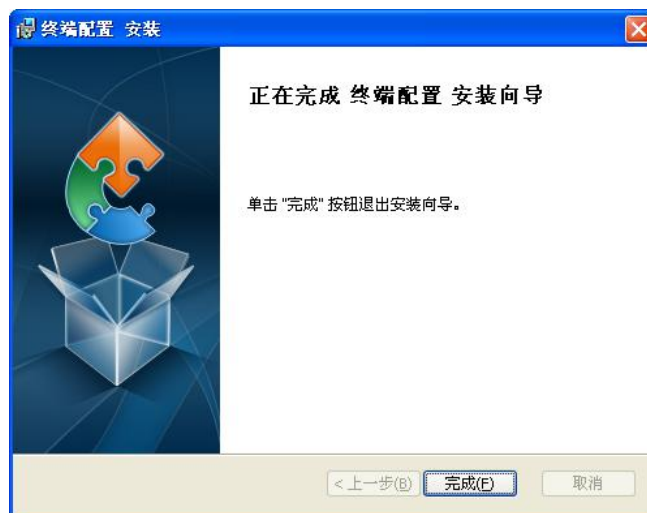 终端配置 安装
正在完成 终端配置 安装向导
单击 "完成" 按钮退出安装向导。
< 上一步(B)
完成(F)
取消